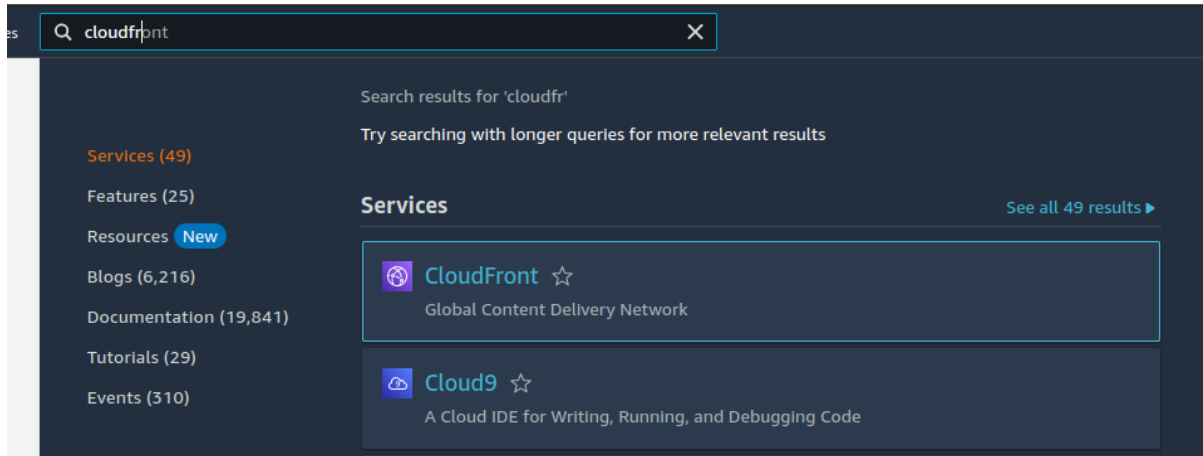 es
cloudfront
Search results for 'cloudfr'
Try searching with longer queries for more relevant results
Services (49)
Features (25)
Resources New
Blogs (6,216)
Documentation (19,841)
Tutorials (29)
Events (310)
Services
See all 49 results
CloudFront
Global Content Delivery Network
Cloud9
A Cloud IDE for Writing, Running, and Debugging Code